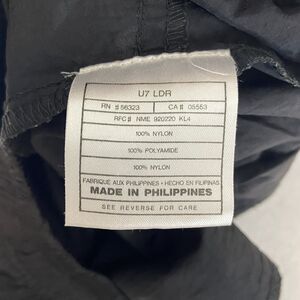 U7 LDR
RN # 56323 CA # 05553
RFC# NME 920220 KL4
100% NYLON
100% POLYAMIDE
100% NYLON
FABRIQUÉ AUX PHILIPPINES • HECHO EN FILIPINAS
MADE IN PHILIPPINES
SEE REVERSE FOR CARE